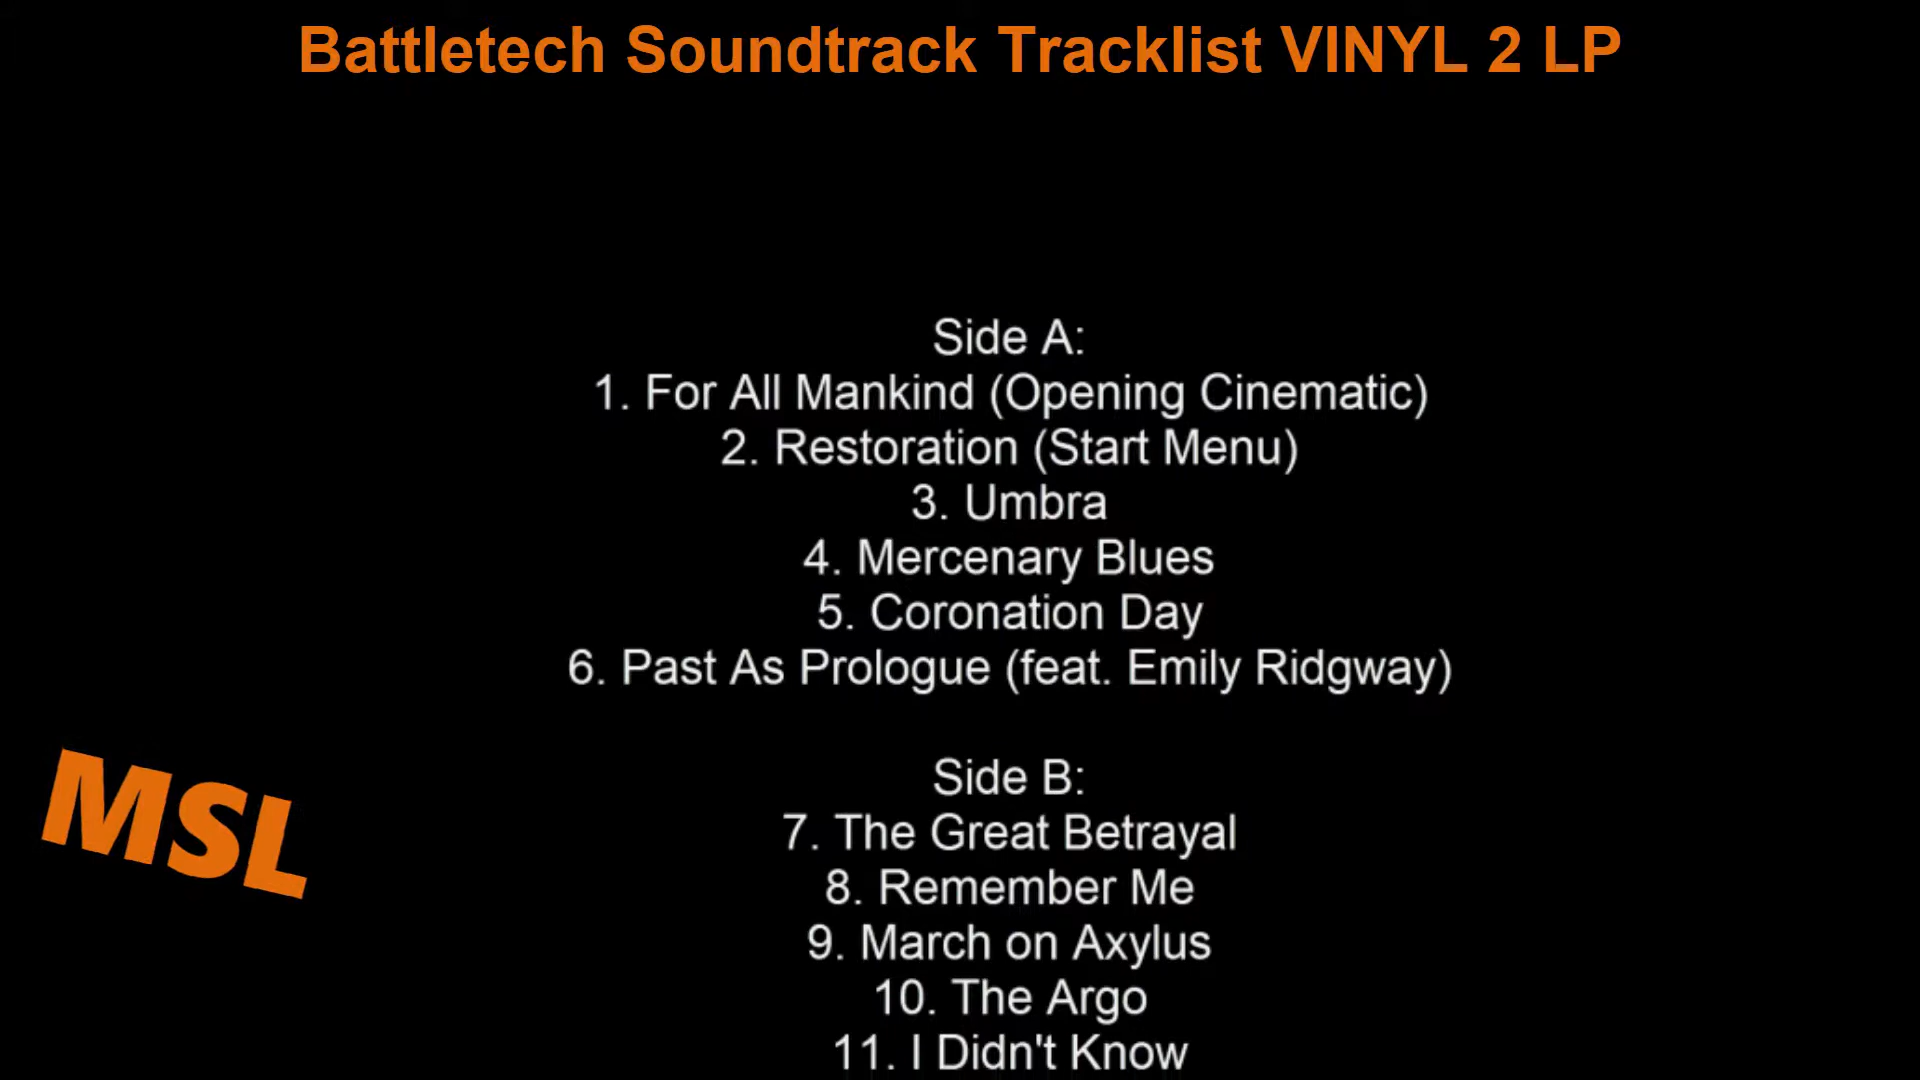 Battletech Soundtrack Tracklist VINYL 2 LP
Side A:
1. For All Mankind (Opening Cinematic)
2. Restoration (Start Menu)
3. Umbra
4. Mercenary Blues
5. Coronation Day
6. Past As Prologue (feat. Emily Ridgway)
Side B:
7. The Great Betrayal
8. Remember Me
9. March on Axylus
10. The Argo
11. I Didn't Know
MSL